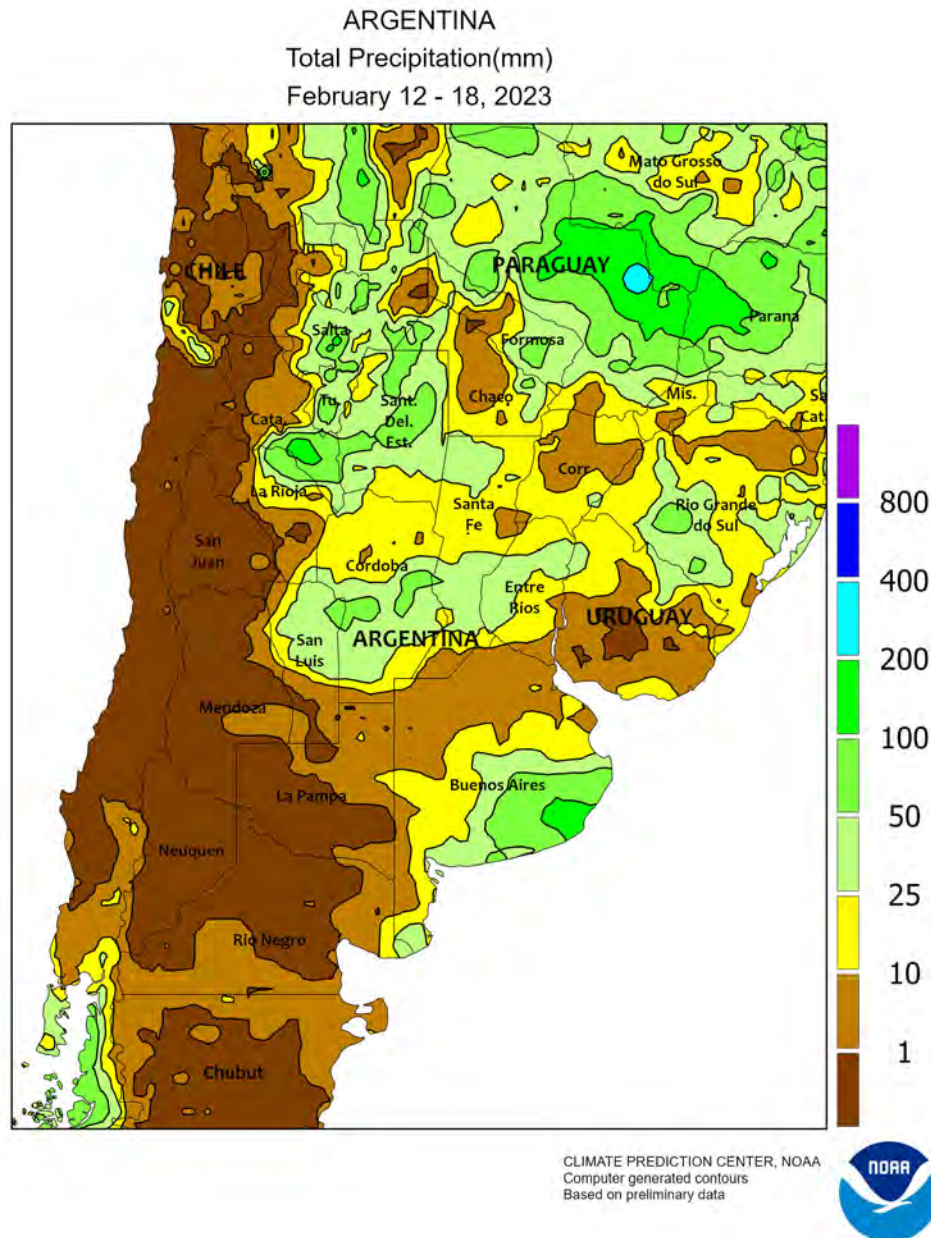 ARGENTINA
Total Precipitation(mm)
February 12 - 18, 2023
Mato Grosso
do Sul
CHILE
PARAGUAY
Parana
Salta
Formosa
Chaco
Mis.
Tu.
Sant.
Del.
Est.
Cata.
Corr
La Rioja
Santa
Fe
Rio Grande
do Sul
San
Juan
Cordoba
Entre
Rios
URUGUAY
San
Luis
ARGENTINA
Mendoza
La Pampa
Buenos Aires
Neuquen
Rio Negro
Chubut
800
400
200
100
50
25
10
1
CLIMATE PREDICTION CENTER, NOAA
Computer generated contours
Based on preliminary data
NOAA